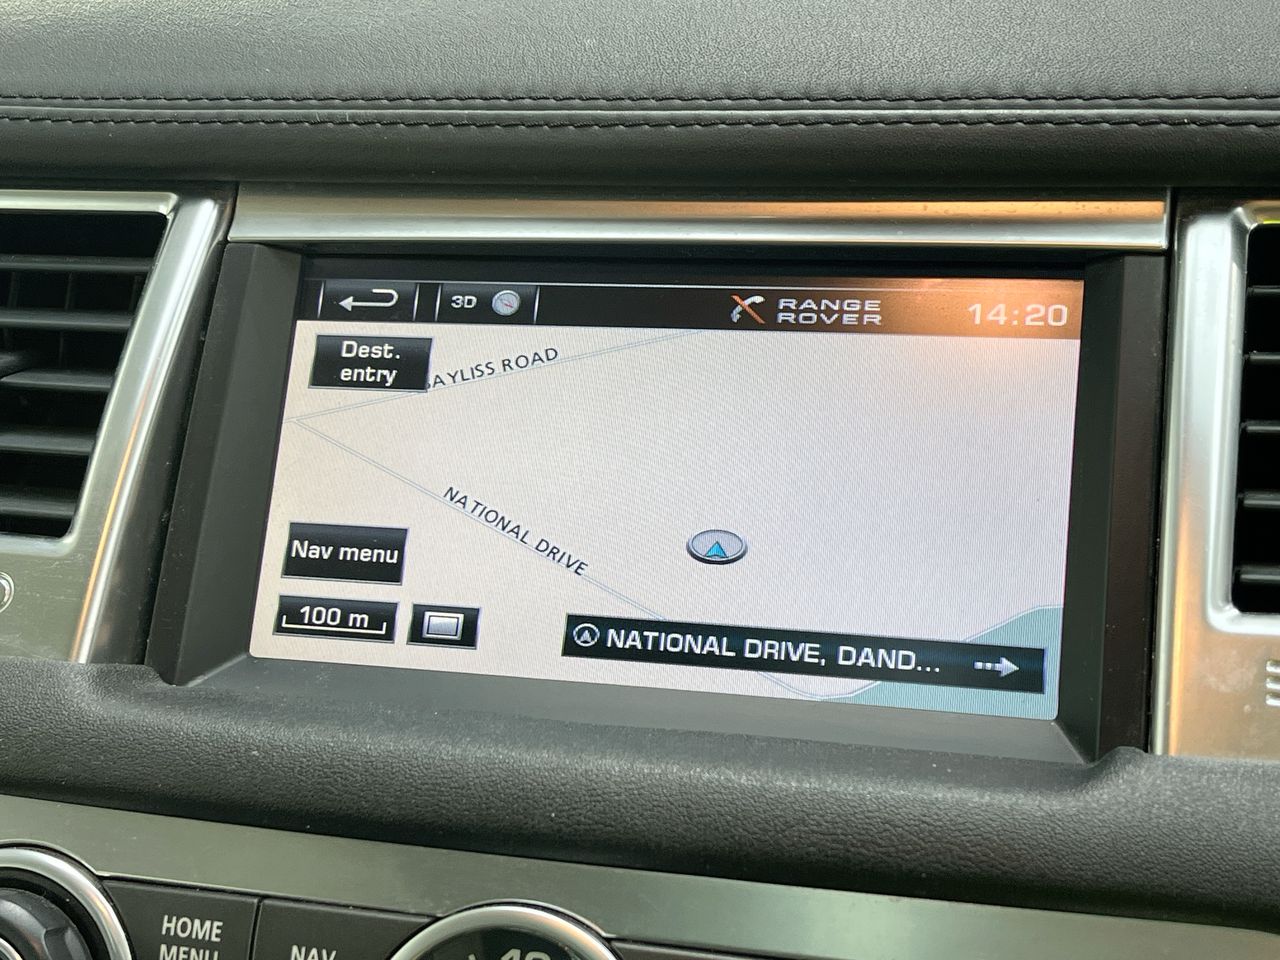 3D
RANGE
ROVER
14:20
Dest.
entry
AYLISS ROAD
NATIONAL DRIVE
Nav menu
100 m
NATIONAL DRIVE, DAND...
HOME
MENU
NAV